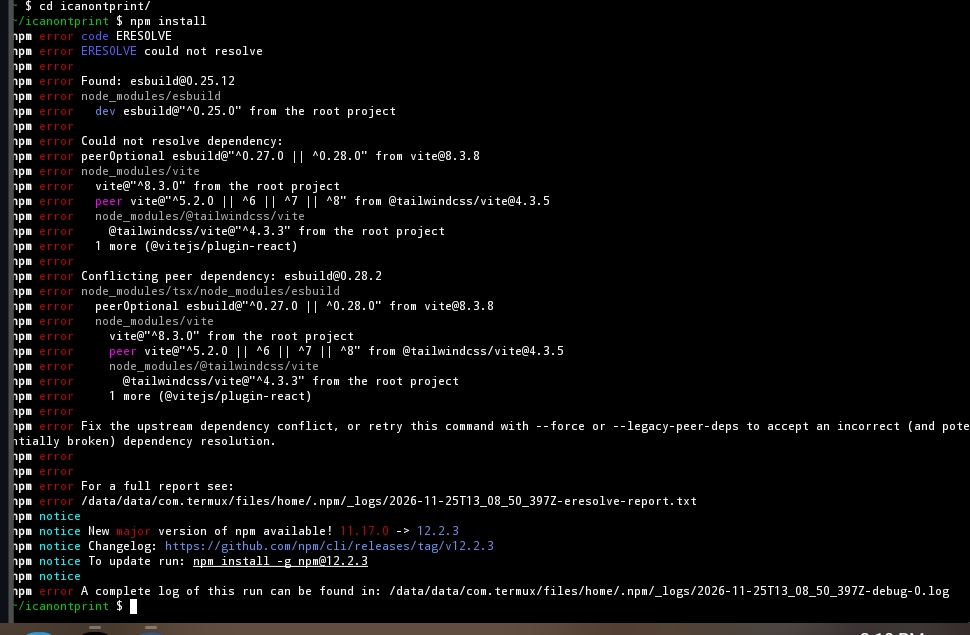 $ cd icanontprint/
~/icanontprint $ npm install
npm error code ERESOLVE
npm error ERESOLVE could not resolve
npm error
npm error Found: esbuild@0.25.12
npm error node_modules/esbuild
npm error   dev esbuild@"^0.25.0" from the root project
npm error
npm error Could not resolve dependency:
npm error peerOptional esbuild@"^0.27.0 || ^0.28.0" from vite@8.3.8
npm error node_modules/vite
npm error   vite@"^8.3.0" from the root project
npm error   peer vite@"^5.2.0 || ^6 || ^7 || ^8" from @tailwindcss/vite@4.3.5
npm error   node_modules/@tailwindcss/vite
npm error     @tailwindcss/vite@"^4.3.3" from the root project
npm error   1 more (@vitejs/plugin-react)
npm error
npm error Conflicting peer dependency: esbuild@0.28.2
npm error node_modules/tsx/node_modules/esbuild
npm error   peerOptional esbuild@"^0.27.0 || ^0.28.0" from vite@8.3.8
npm error   node_modules/vite
npm error     vite@"^8.3.0" from the root project
npm error     peer vite@"^5.2.0 || ^6 || ^7 || ^8" from @tailwindcss/vite@4.3.5
npm error     node_modules/@tailwindcss/vite
npm error       @tailwindcss/vite@"^4.3.3" from the root project
npm error     1 more (@vitejs/plugin-react)
npm error
npm error Fix the upstream dependency conflict, or retry this command with --force or --legacy-peer-deps to accept an incorrect (and pote
ntially broken) dependency resolution.
npm error
npm error
npm error For a full report see:
npm error /data/data/com.termux/files/home/.npm/_logs/2026-11-25T13_08_50_397Z-eresolve-report.txt
npm notice
npm notice New major version of npm available! 11.17.0 -> 12.2.3
npm notice Changelog: https://github.com/npm/cli/releases/tag/v12.2.3
npm notice To update run: npm install -g npm@12.2.3
npm notice
npm error A complete log of this run can be found in: /data/data/com.termux/files/home/.npm/_logs/2026-11-25T13_08_50_397Z-debug-0.log
~/icanontprint $